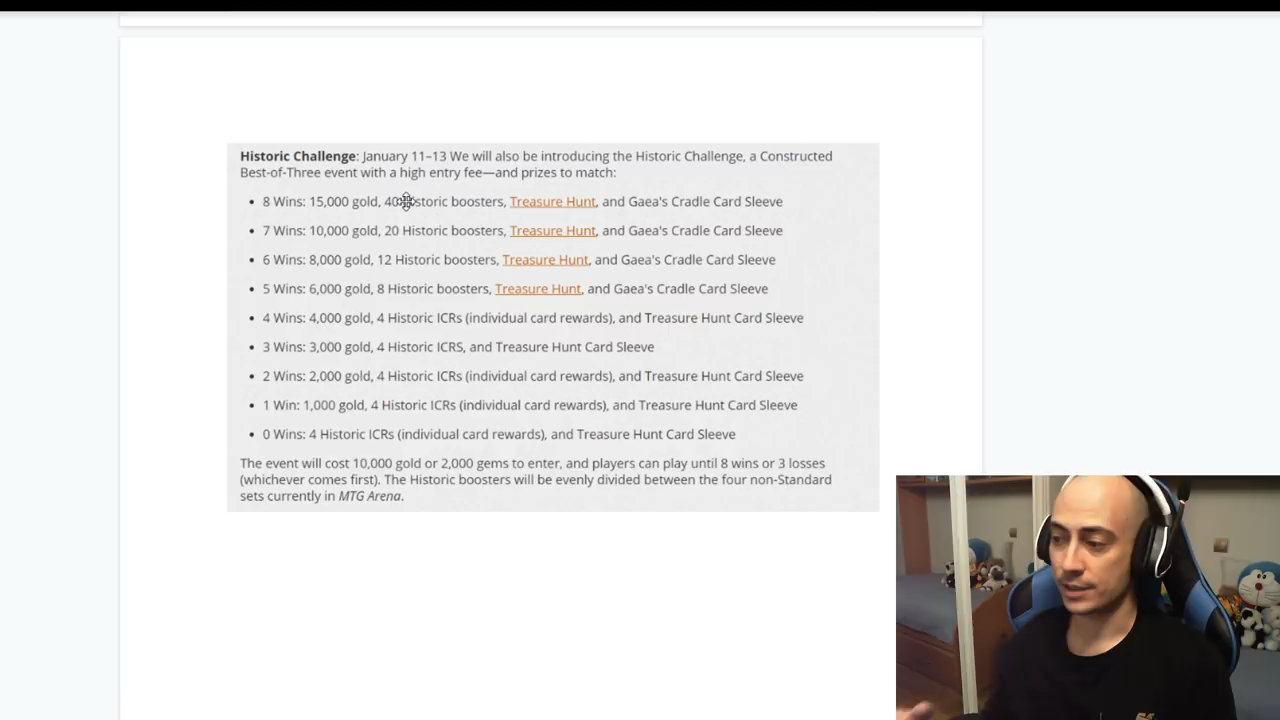 Historic Challenge: January 11–13 We will also be introducing the Historic Challenge, a Constructed
Best-of-Three event with a high entry fee—and prizes to match:
• 8 Wins: 15,000 gold, 40 Historic boosters, Treasure Hunt, and Gaea's Cradle Card Sleeve
• 7 Wins: 10,000 gold, 20 Historic boosters, Treasure Hunt, and Gaea's Cradle Card Sleeve
• 6 Wins: 8,000 gold, 12 Historic boosters, Treasure Hunt, and Gaea's Cradle Card Sleeve
• 5 Wins: 6,000 gold, 8 Historic boosters, Treasure Hunt, and Gaea's Cradle Card Sleeve
• 4 Wins: 4,000 gold, 4 Historic ICRs (individual card rewards), and Treasure Hunt Card Sleeve
• 3 Wins: 3,000 gold, 4 Historic ICRS, and Treasure Hunt Card Sleeve
• 2 Wins: 2,000 gold, 4 Historic ICRs (individual card rewards), and Treasure Hunt Card Sleeve
• 1 Win: 1,000 gold, 4 Historic ICRs (individual card rewards), and Treasure Hunt Card Sleeve
• 0 Wins: 4 Historic ICRs (individual card rewards), and Treasure Hunt Card Sleeve
The event will cost 10,000 gold or 2,000 gems to enter, and players can play until 8 wins or 3 losses
(whichever comes first). The Historic boosters will be evenly divided between the four non-Standard
sets currently in MTG Arena.